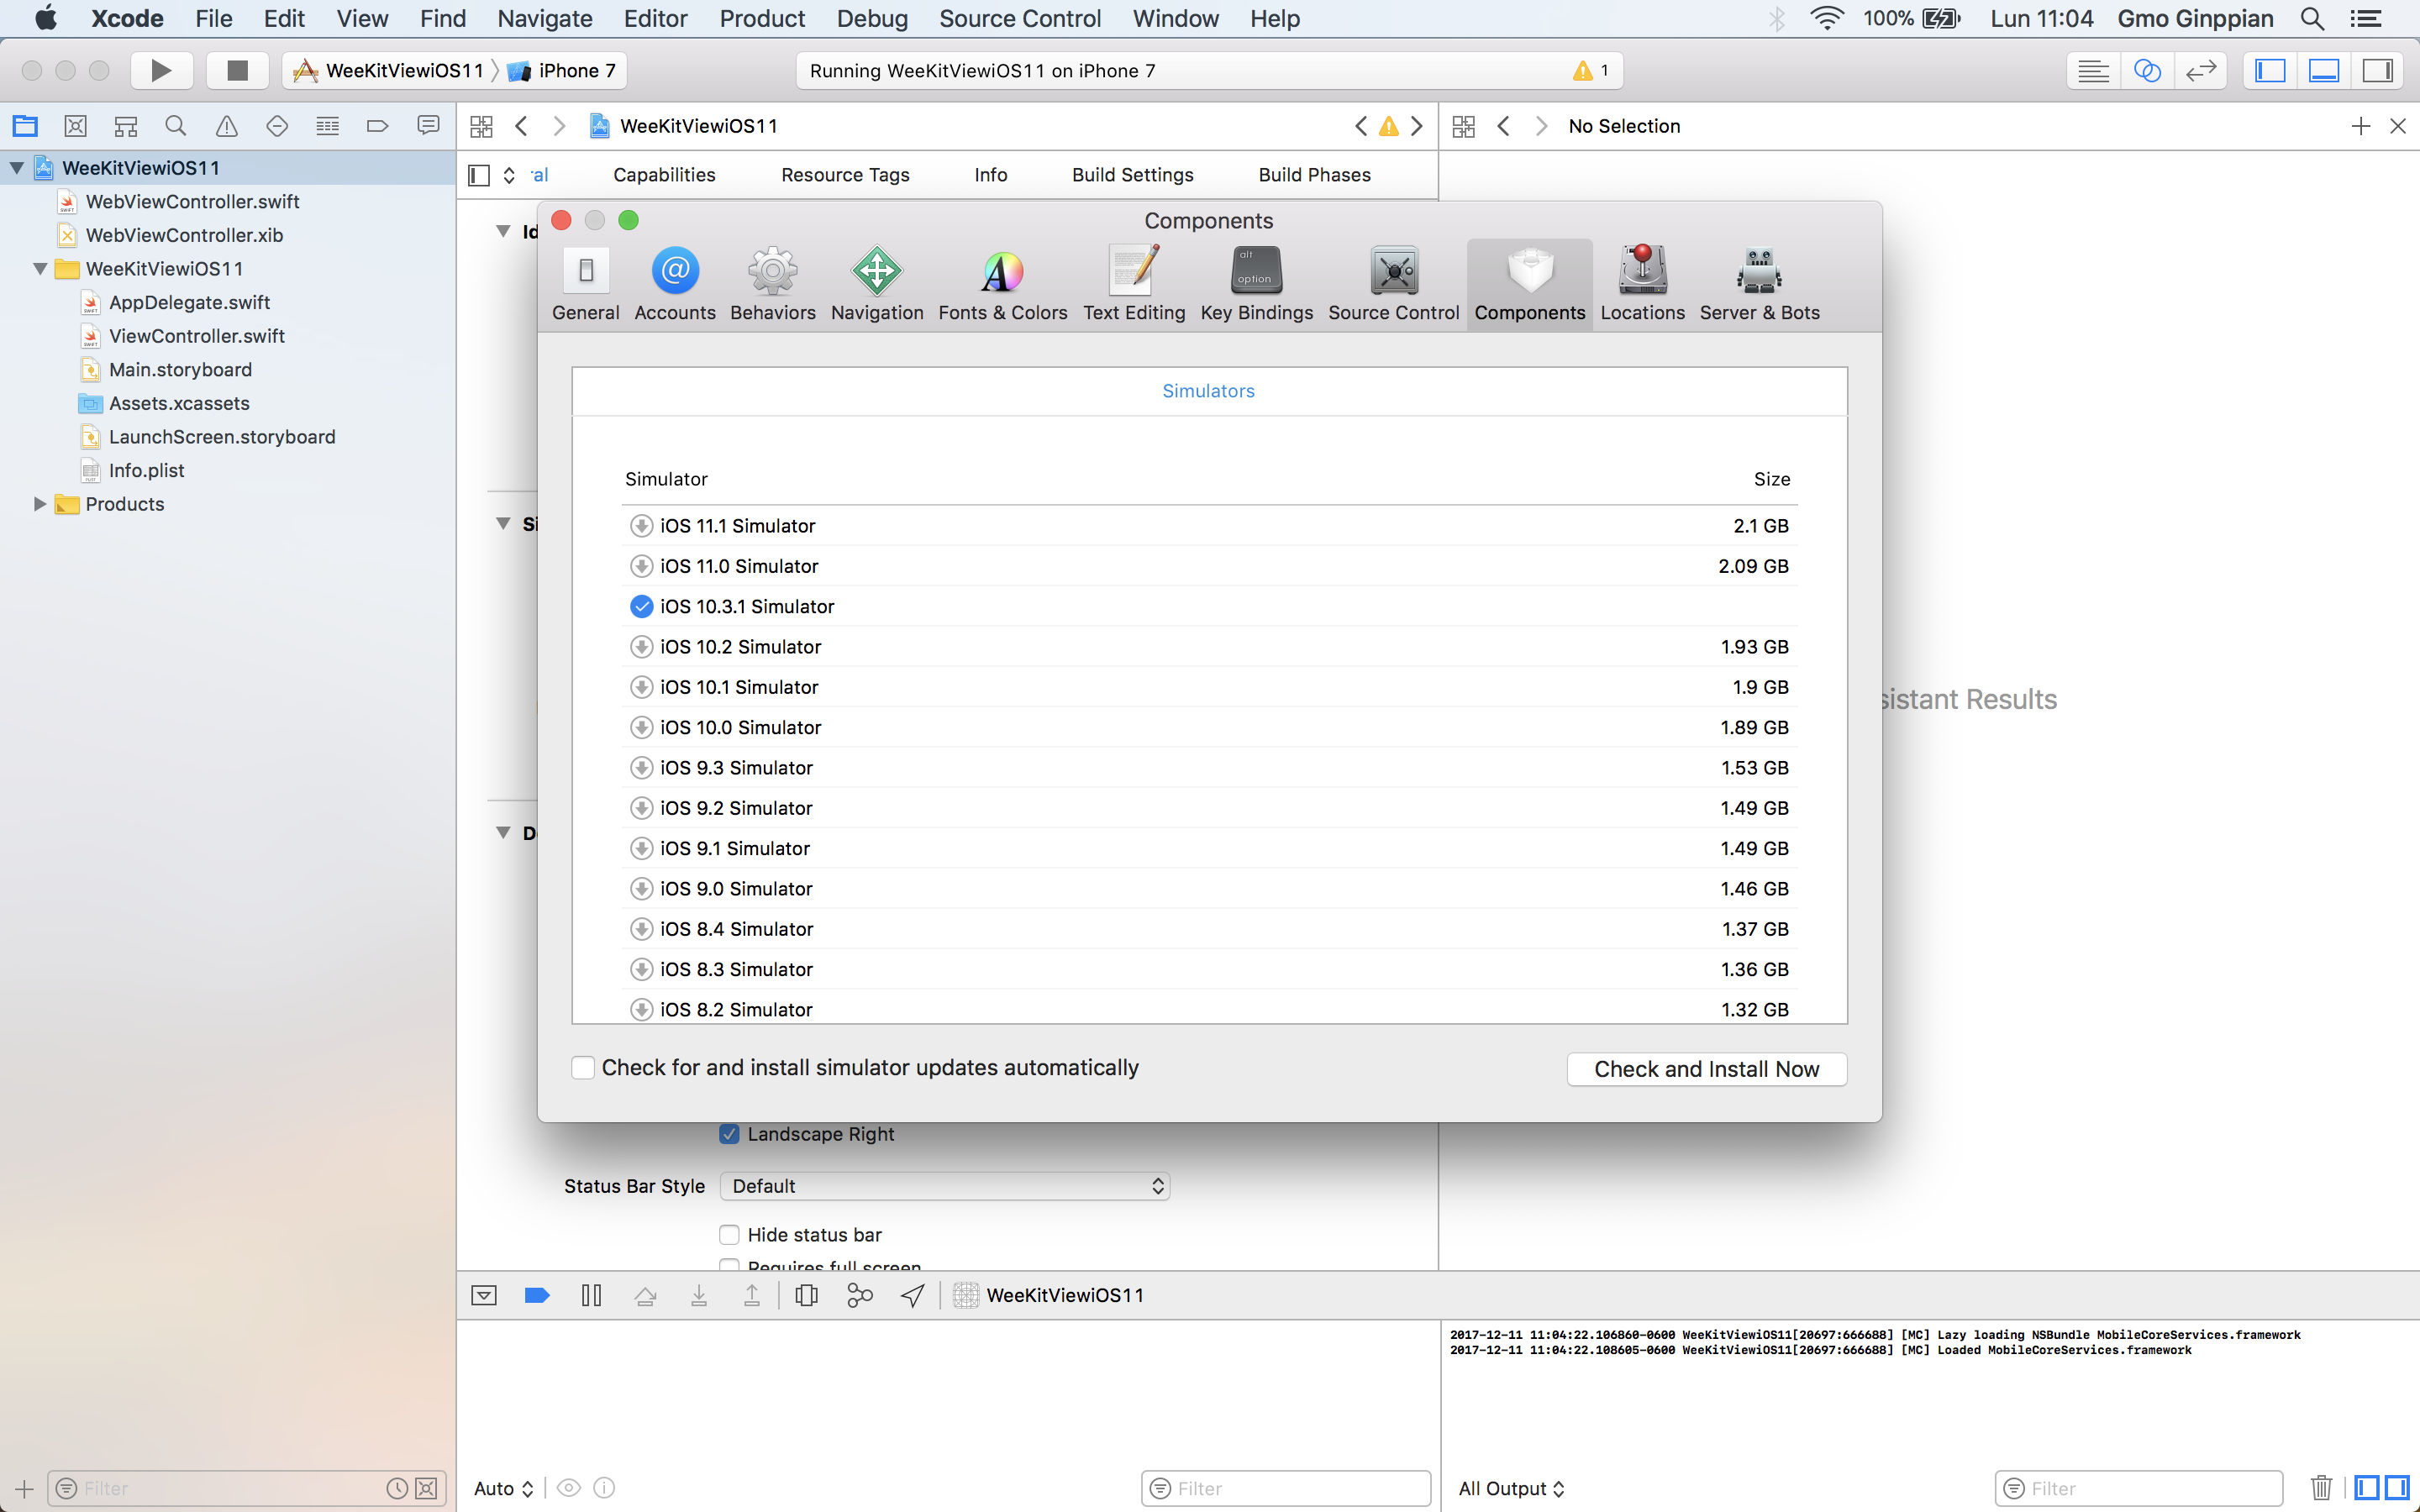 Xcode File Edit View Find Navigate Editor Product Debug Source Control Window Help 100% Lun 11:04 Gmo Ginppian
WeeKitViewiOS11 iPhone 7 Running WeeKitViewiOS11 on iPhone 7 1
WeeKitViewiOS11 No Selection
WeeKitViewiOS11
WebViewController.swift
WebViewController.xib
WeeKitViewiOS11
AppDelegate.swift
ViewController.swift
Main.storyboard
Assets.xcassets
LaunchScreen.storyboard
Info.plist
Products
ral Capabilities Resource Tags Info Build Settings Build Phases
Id
Si
D
Components
alt
option
General Accounts Behaviors Navigation Fonts & Colors Text Editing Key Bindings Source Control Components Locations Server & Bots
Simulators
Simulator Size
iOS 11.1 Simulator 2.1 GB
iOS 11.0 Simulator 2.09 GB
iOS 10.3.1 Simulator
iOS 10.2 Simulator 1.93 GB
iOS 10.1 Simulator 1.9 GB
iOS 10.0 Simulator 1.89 GB
iOS 9.3 Simulator 1.53 GB
iOS 9.2 Simulator 1.49 GB
iOS 9.1 Simulator 1.49 GB
iOS 9.0 Simulator 1.46 GB
iOS 8.4 Simulator 1.37 GB
iOS 8.3 Simulator 1.36 GB
iOS 8.2 Simulator 1.32 GB
Check for and install simulator updates automatically Check and Install Now
sistant Results
Landscape Right
Status Bar Style Default
Hide status bar
Requires full screen
WeeKitViewiOS11
2017-12-11 11:04:22.106860-0600 WeeKitViewiOS11[20697:666688] [MC] Lazy loading NSBundle MobileCoreServices.framework
2017-12-11 11:04:22.108605-0600 WeeKitViewiOS11[20697:666688] [MC] Loaded MobileCoreServices.framework
Filter Auto Filter All Output Filter